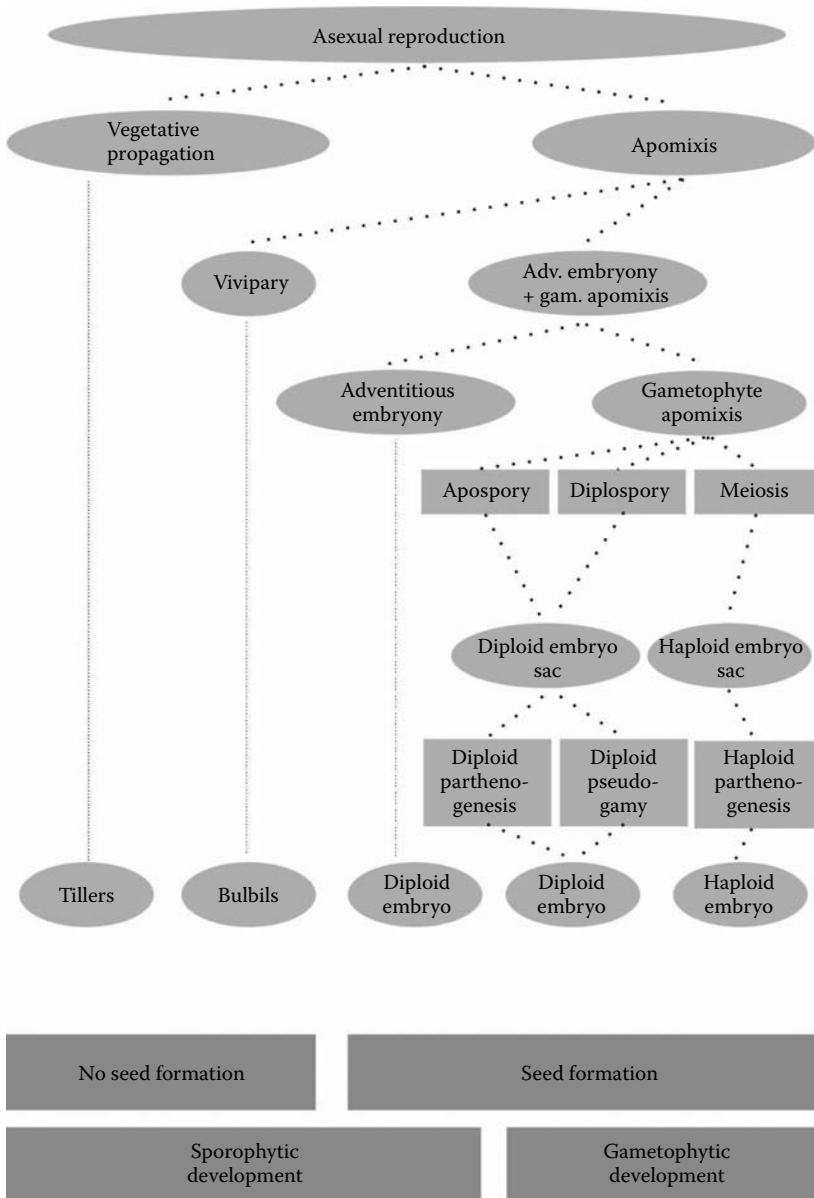 Asexual reproduction
Vegetative
propagation
Apomixis
Vivipary
Adv. embryony
+ gam. apomixis
Adventitious
embryony
Gametophyte
apomixis
Apospory
Diplospory
Meiosis
Diploid embryo
sac
Haploid embryo
sac
Diploid
partheno-
genesis
Diploid
pseudo-
gamy
Haploid
partheno-
genesis
Tillers
Bulbils
Diploid
embryo
Diploid
embryo
Haploid
embryo
No seed formation
Seed formation
Sporophytic
development
Gametophytic
development